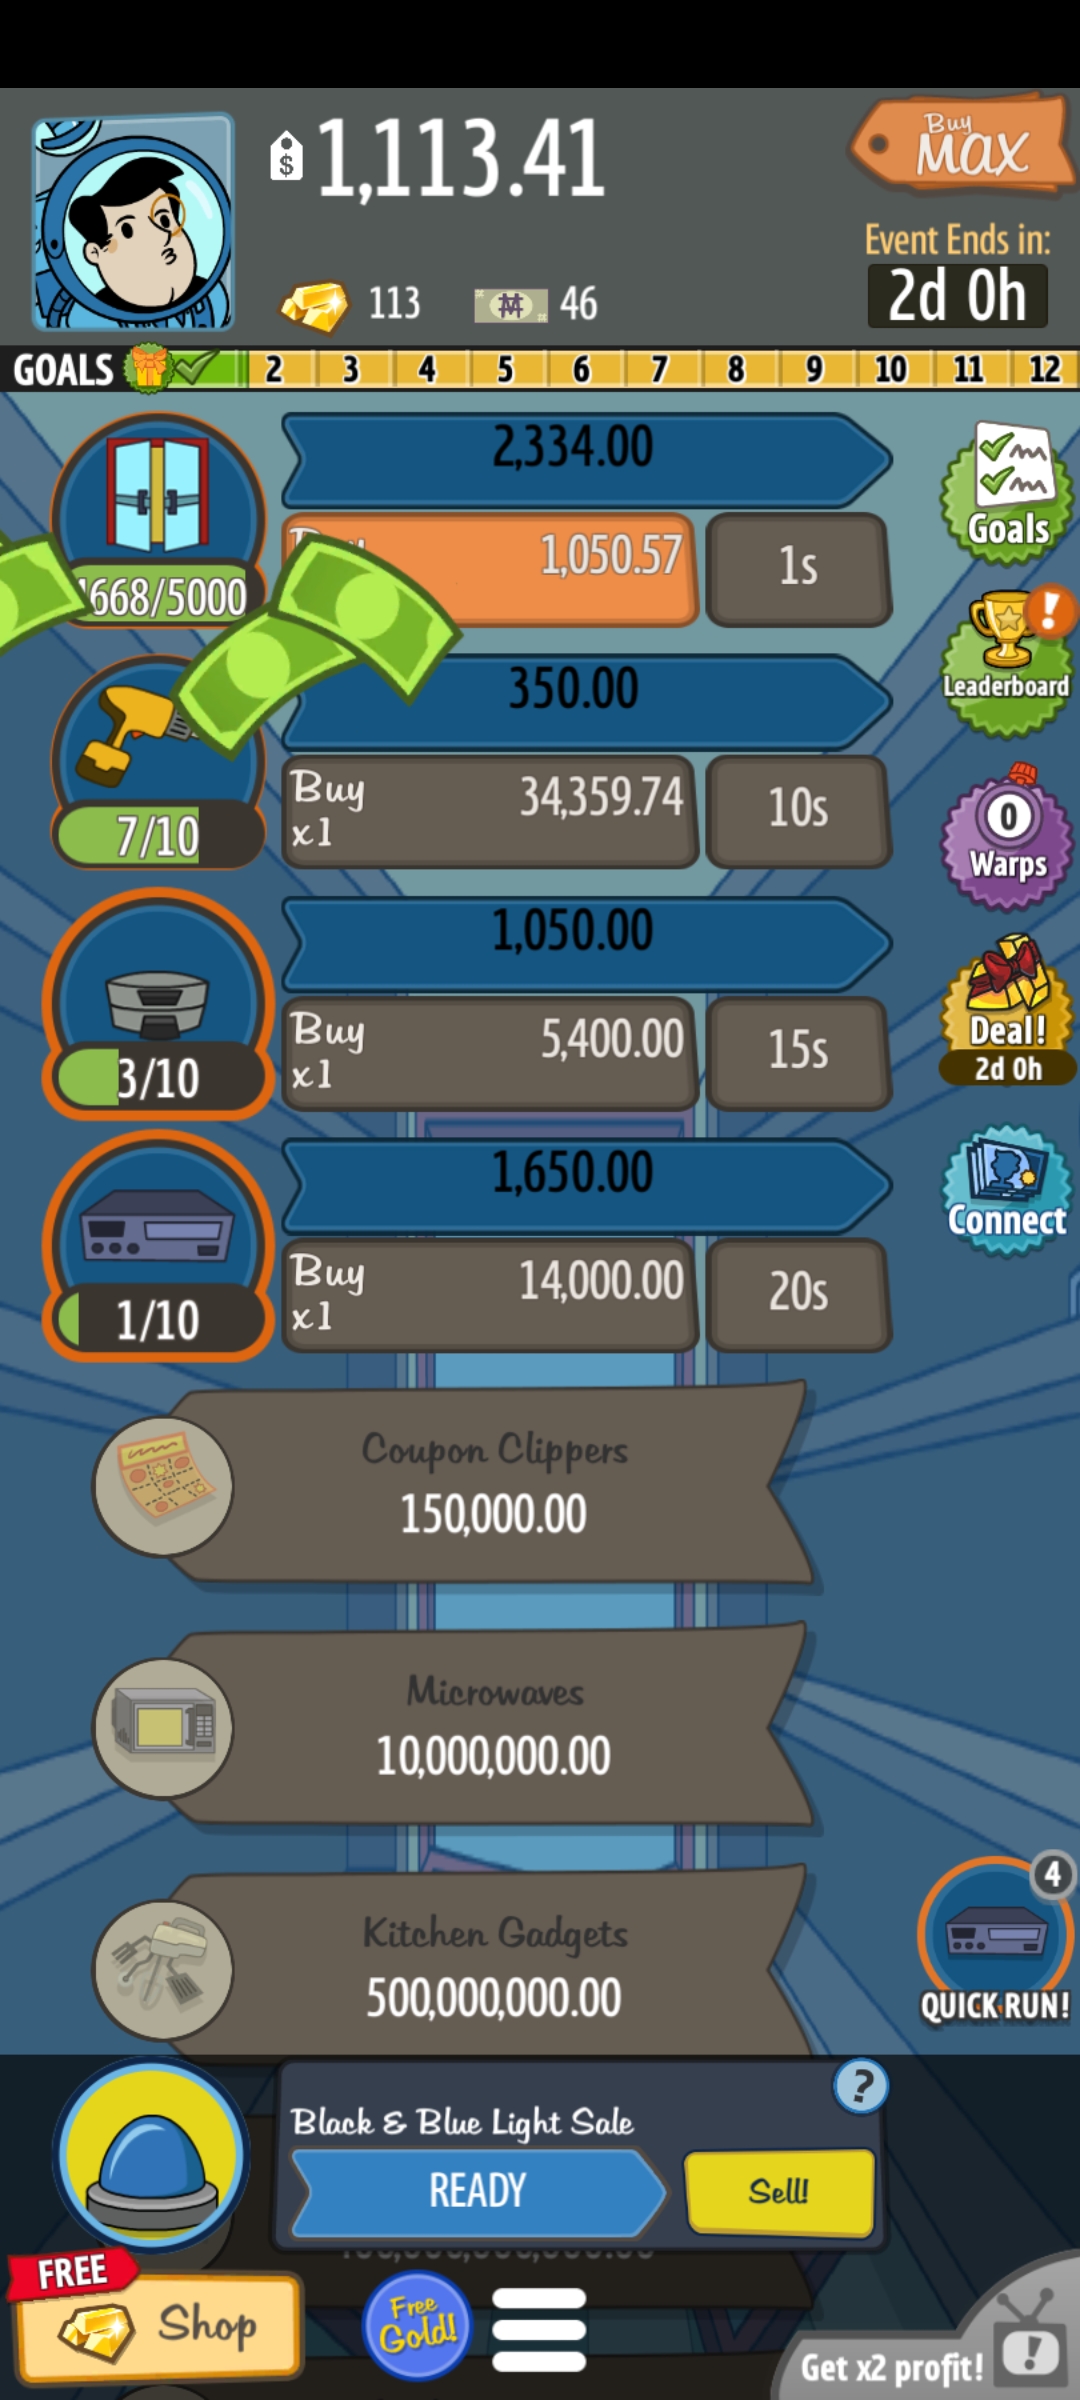 $ 1,113.41
Buy
MAX
113
46
Event Ends in:
2d 0h
GOALS 2 3 4 5 6 7 8 9 10 11 12
2,334.00
1,050.57
1s
668/5000
Goals
!
Leaderboard
350.00
7/10
Buy
x1
34,359.74
10s
0
Warps
1,050.00
3/10
Buy
x1
5,400.00
15s
Deal!
2d 0h
1,650.00
1/10
Buy
x1
14,000.00
20s
Connect
Coupon Clippers
150,000.00
Microwaves
10,000,000.00
Kitchen Gadgets
500,000,000.00
4
QUICK RUN!
?
Black & Blue Light Sale
READY
Sell!
FREE
Shop
Free
Gold!
Get x2 profit!
!